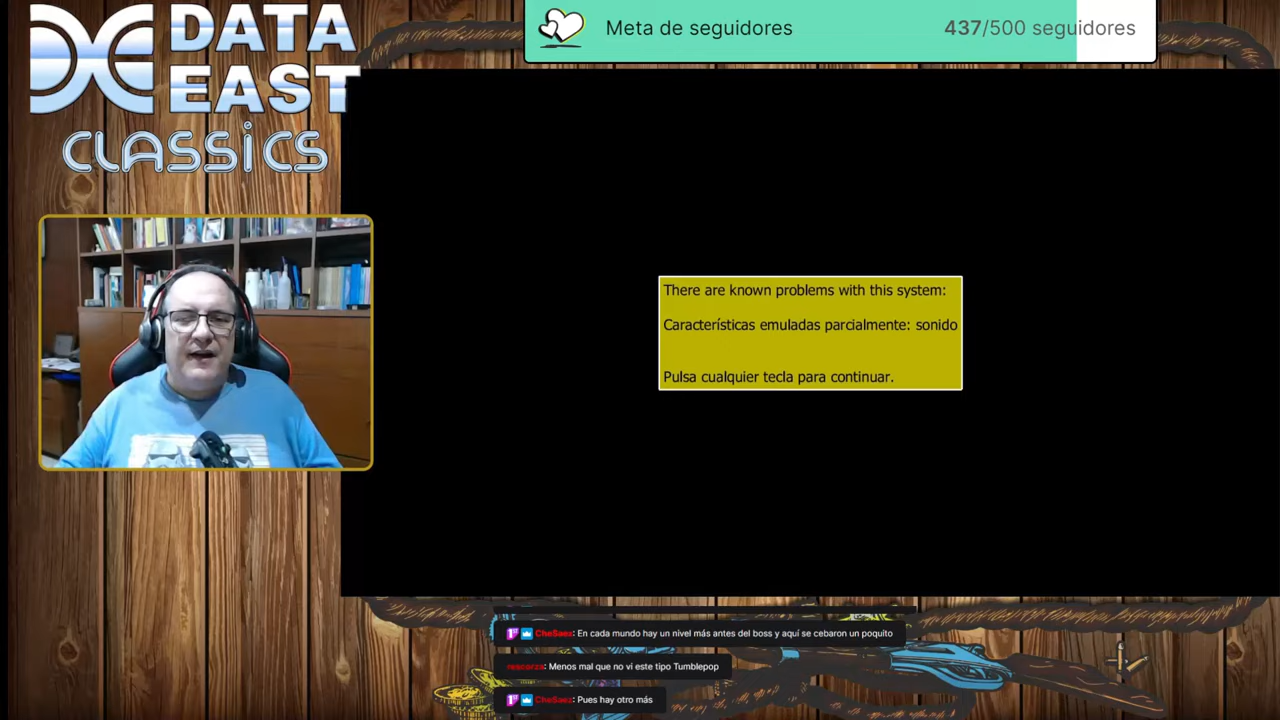 DATA
EAST
CLASSICS
Meta de seguidores
437/500 seguidores
There are known problems with this system:
Características emuladas parcialmente: sonido
Pulsa cualquier tecla para continuar.
CheSaez: En cada mundo hay un nivel más antes del boss y aquí se cebaron un poquito
rescorza: Menos mal que no vi este tipo Tumblepop
CheSaez: Pues hay otro más